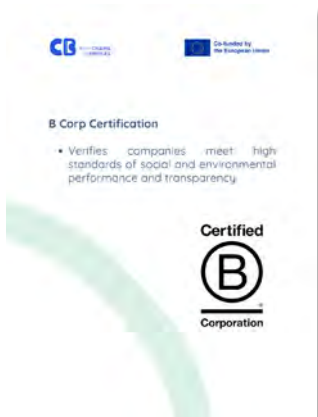 CB
Co-funded by
the European Union
B Corp Certification
• Verifies companies meet high
standards of social and environmental
performance and transparency
Certified
B
®
Corporation